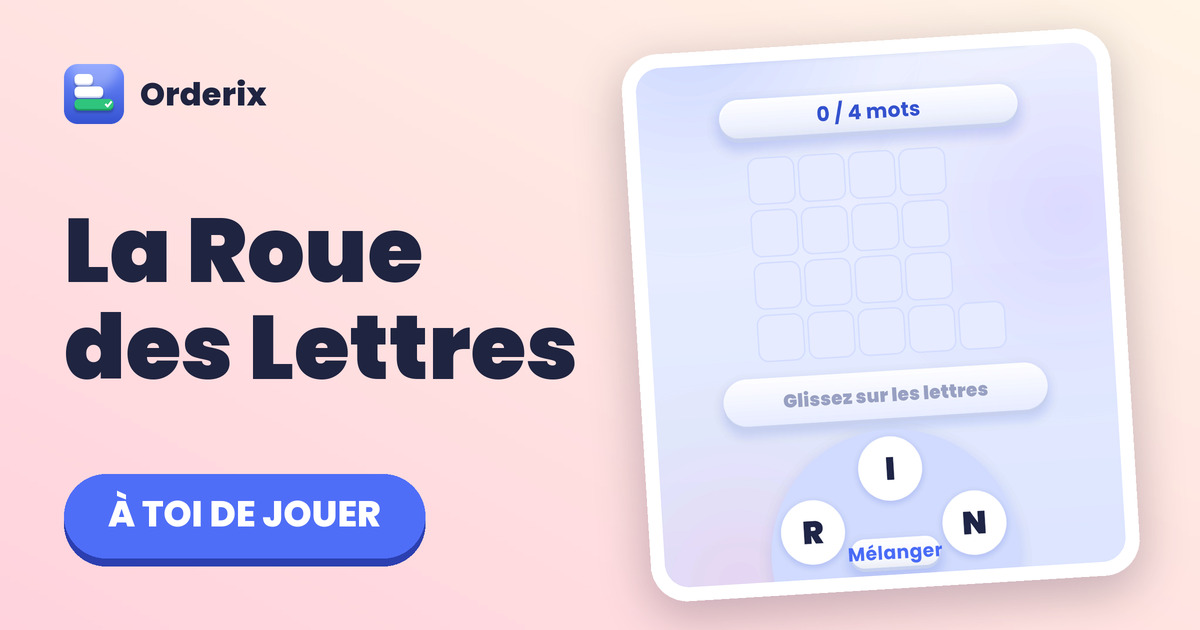 Orderix
La Roue
des Lettres
À TOI DE JOUER
0 / 4 mots
Glissez sur les lettres
I
R
N
Mélanger